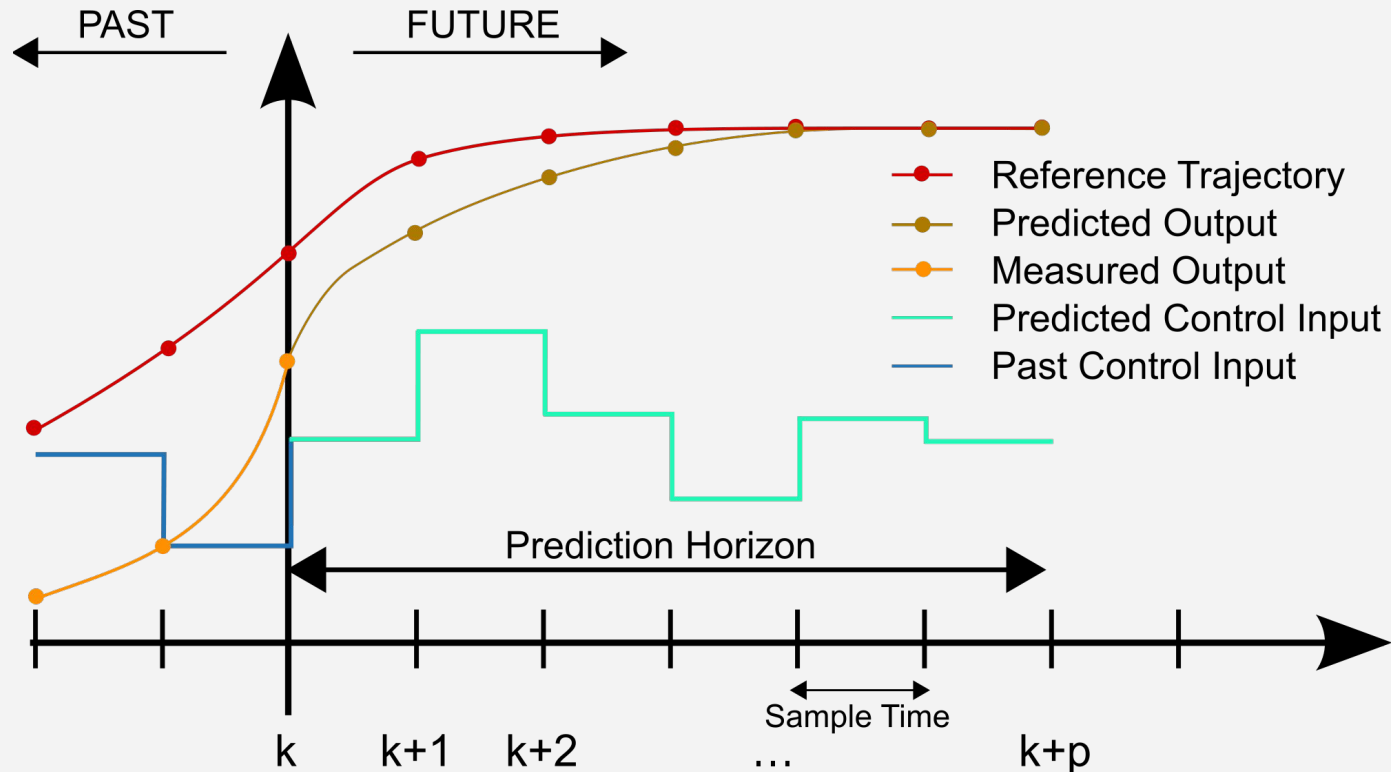 PAST
FUTURE
Reference Trajectory
Predicted Output
Measured Output
Predicted Control Input
Past Control Input
Prediction Horizon
Sample Time
k
k+1
k+2
...
k+p